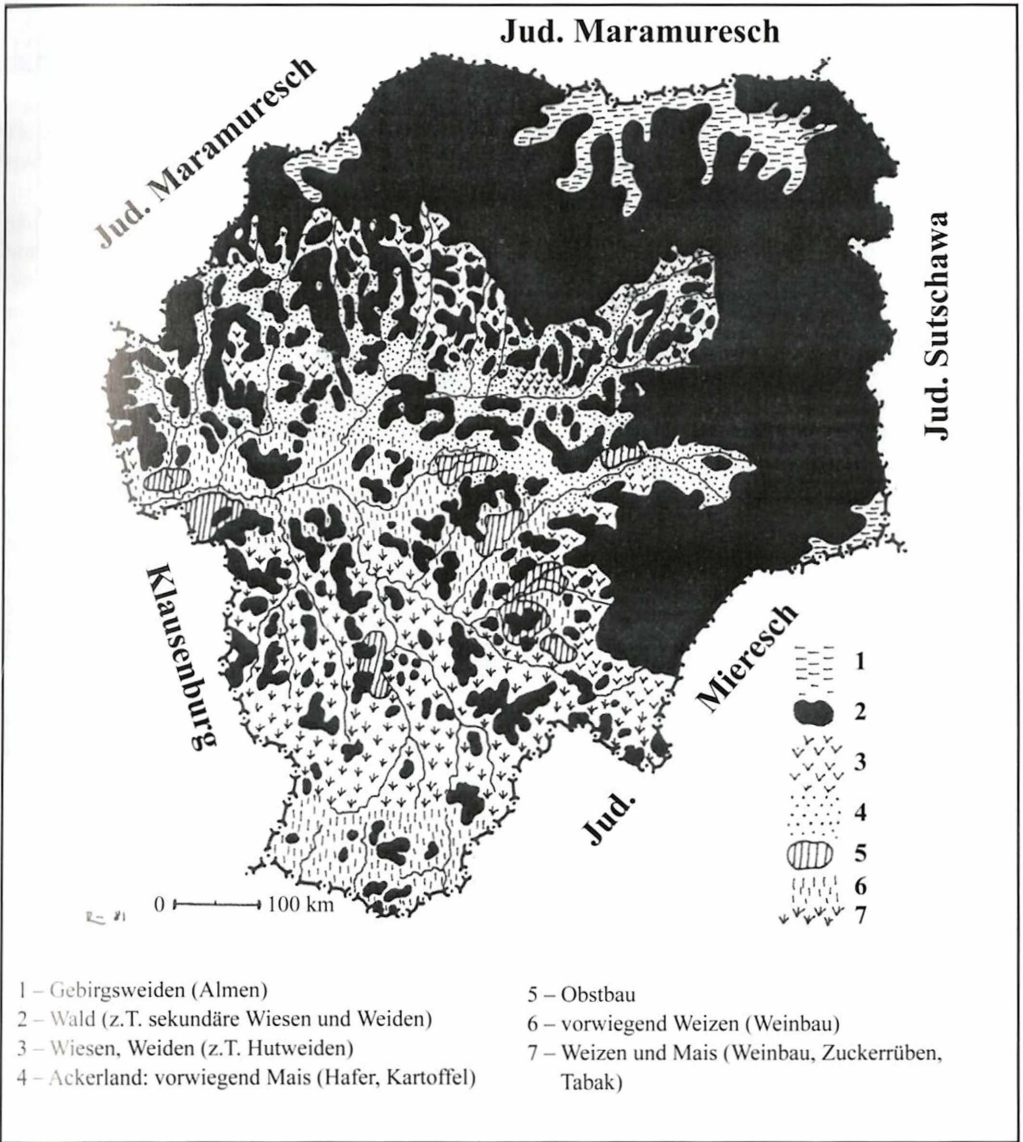 Jud. Maramuresch
Jud. Maramuresch
Jud. Sutschawa
Klausenburg
Jud. Mieresch
1
2
3
4
5
6
7
0 100 km
1 – Gebirgsweiden (Almen)
2 – Wald (z.T. sekundäre Wiesen und Weiden)
3 – Wiesen, Weiden (z.T. Hutweiden)
4 – Ackerland: vorwiegend Mais (Hafer, Kartoffel)
5 – Obstbau
6 – vorwiegend Weizen (Weinbau)
7 – Weizen und Mais (Weinbau, Zuckerrüben,
Tabak)